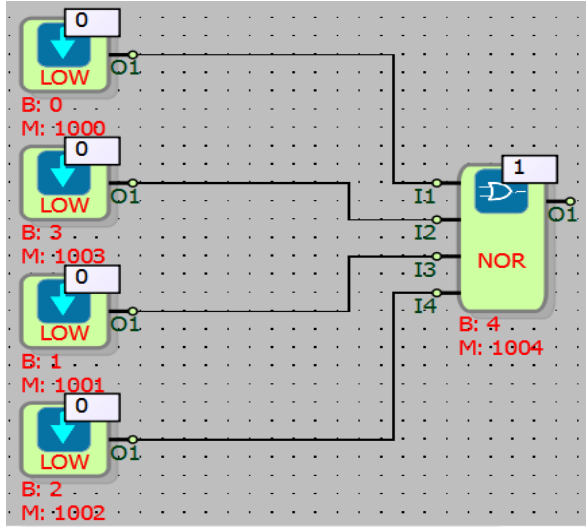 0
O1
LOW
B: 0
M: 1000
0
O1
LOW
B: 3
M: 1003
0
O1
LOW
B: 1
M: 1001
0
O1
LOW
B: 2
M: 1002
1
I1
I2
I3
I4
O1
NOR
B: 4
M: 1004